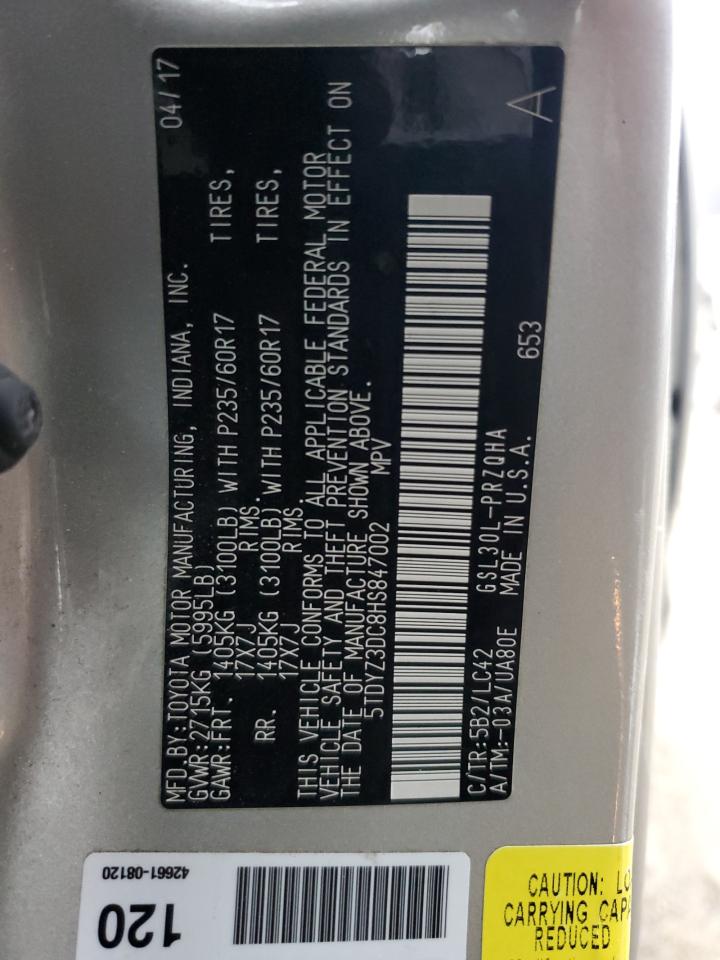 MFD.BY:TOYOTA MOTOR MANUFACTURING, INDIANA, INC. 04/17
GVWR:2715KG (5995LB)
GAWR:FRT. 1405KG (3100LB) WITH P235/60R17 TIRES,
17X7J RIMS.
RR. 1405KG (3100LB) WITH P235/60R17 TIRES,
17X7J RIMS.
THIS VEHICLE CONFORMS TO ALL APPLICABLE FEDERAL MOTOR
VEHICLE SAFETY AND THEFT PREVENTION STANDARDS IN EFFECT ON
THE DATE OF MANUFACTURE SHOWN ABOVE.
5TDYZ3DC8HS847002 MPV
C/TR:5B2/LC42 GSL30L-PRZQHA 653
A/TM:-03A/UA80E MADE IN U.S.A.
A
42661-08120
120
CAUTION:
CARRYING
REDUCED